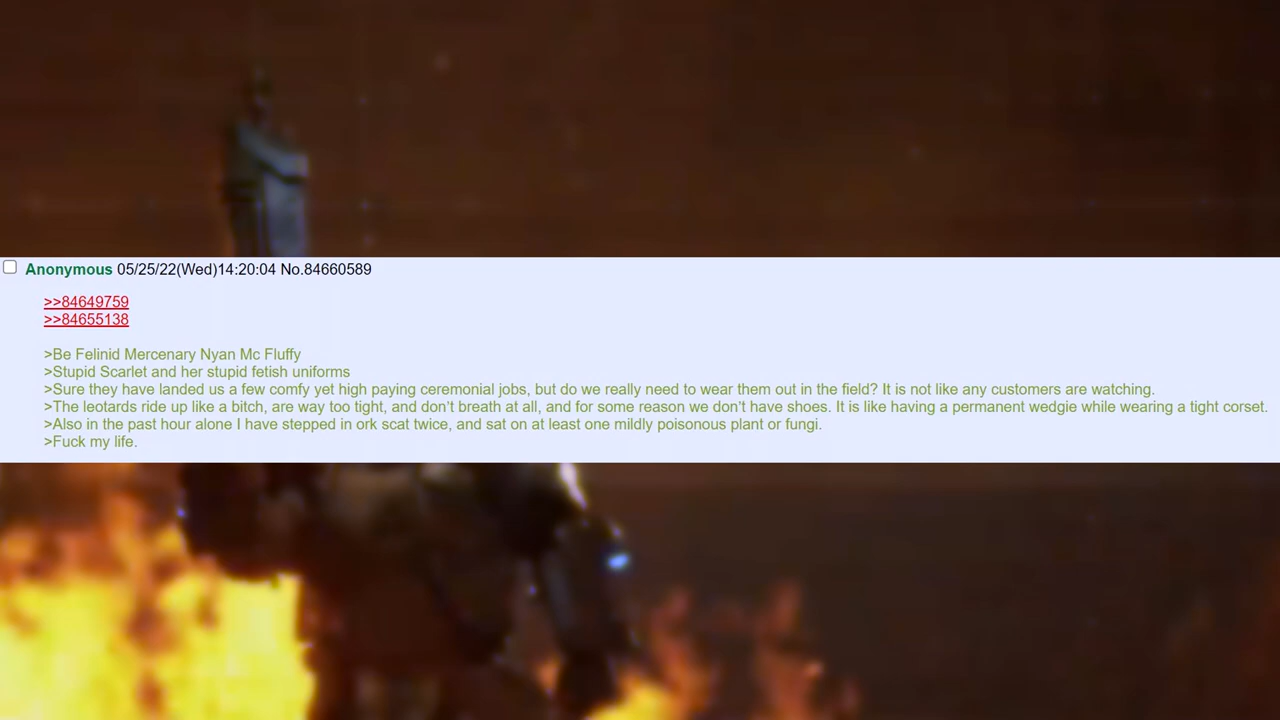 Anonymous 05/25/22(Wed)14:20:04 No.84660589
>>84649759
>>84655138
>Be Felinid Mercenary Nyan Mc Fluffy
>Stupid Scarlet and her stupid fetish uniforms
>Sure they have landed us a few comfy yet high paying ceremonial jobs, but do we really need to wear them out in the field? It is not like any customers are watching.
>The leotards ride up like a bitch, are way too tight, and don't breath at all, and for some reason we don't have shoes. It is like having a permanent wedgie while wearing a tight corset.
>Also in the past hour alone I have stepped in ork scat twice, and sat on at least one mildly poisonous plant or fungi.
>Fuck my life.